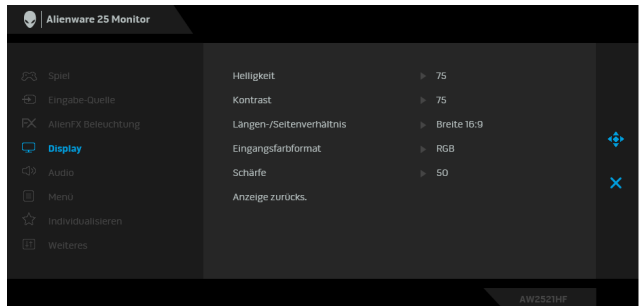 Alienware 25 Monitor
Spiel
Eingabe-Quelle
AlienFX Beleuchtung
Display
Audio
Menü
Individualisieren
Weiteres
Helligkeit 75
Kontrast 75
Längen-/Seitenverhältnis Breite 16:9
Eingangsfarbformat RGB
Schärfe 50
Anzeige zurücks.
AW2521HF